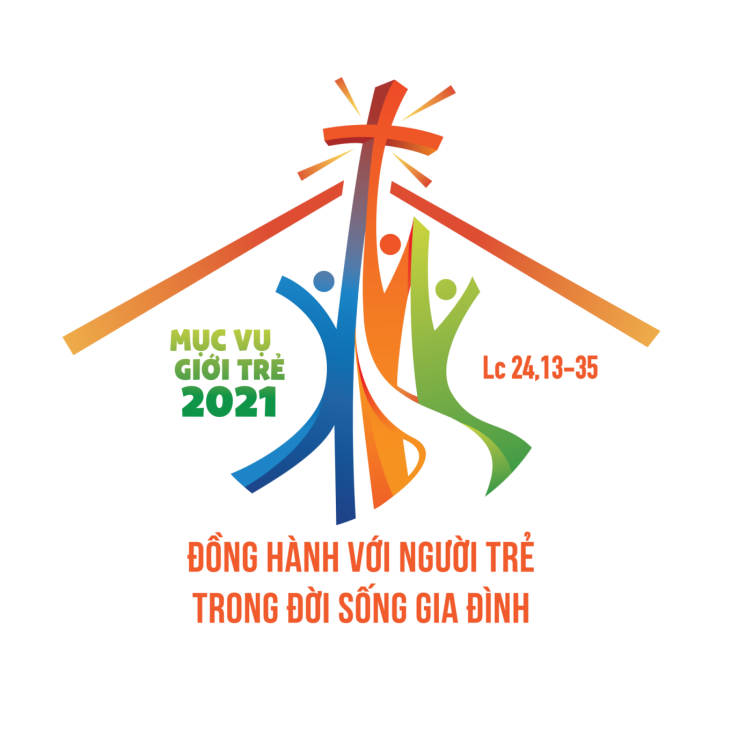 MỤC VỤ
GIỚI TRẺ
2021
Lc 24,13-35
ĐỒNG HÀNH VỚI NGƯỜI TRẺ
TRONG ĐỜI SỐNG GIA ĐÌNH